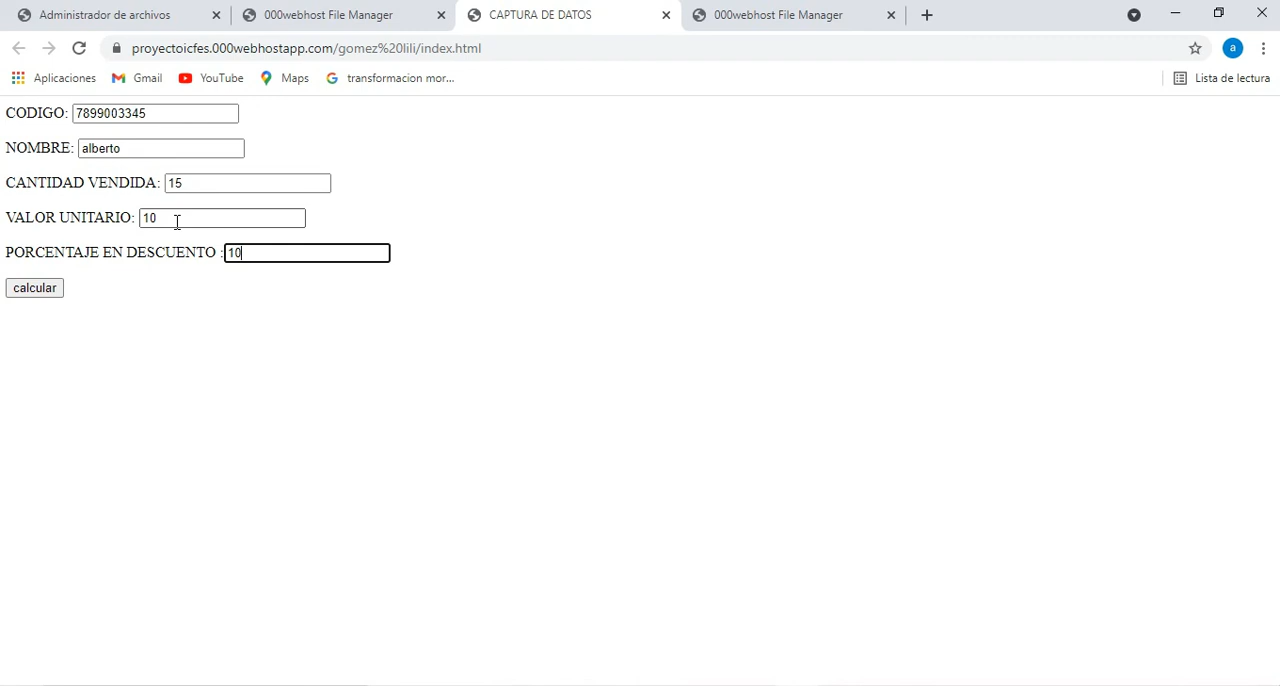 Administrador de archivos
000webhost File Manager
CAPTURA DE DATOS
000webhost File Manager
proyectoicfes.000webhostapp.com/gomez%20lili/index.html
a
Aplicaciones
Gmail
YouTube
Maps
transformacion mor...
Lista de lectura
CODIGO: 7899003345
NOMBRE: alberto
CANTIDAD VENDIDA: 15
VALOR UNITARIO: 10
PORCENTAJE EN DESCUENTO :10
calcular